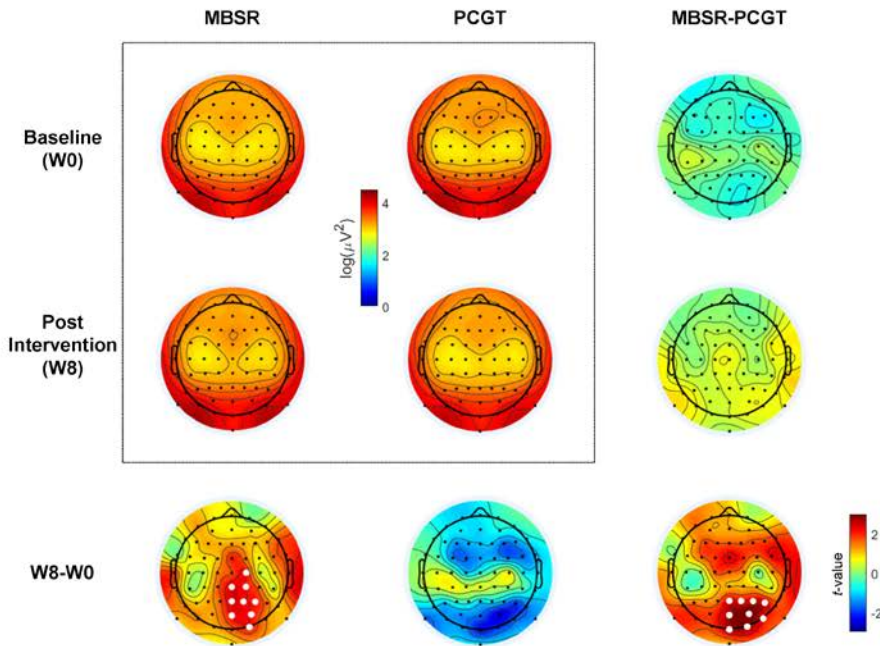 MBSR PCGT MBSR-PCGT
Baseline
(W0)
log(μV²)
4
2
0
Post
Intervention
(W8)
W8-W0
t-value
2
0
-2